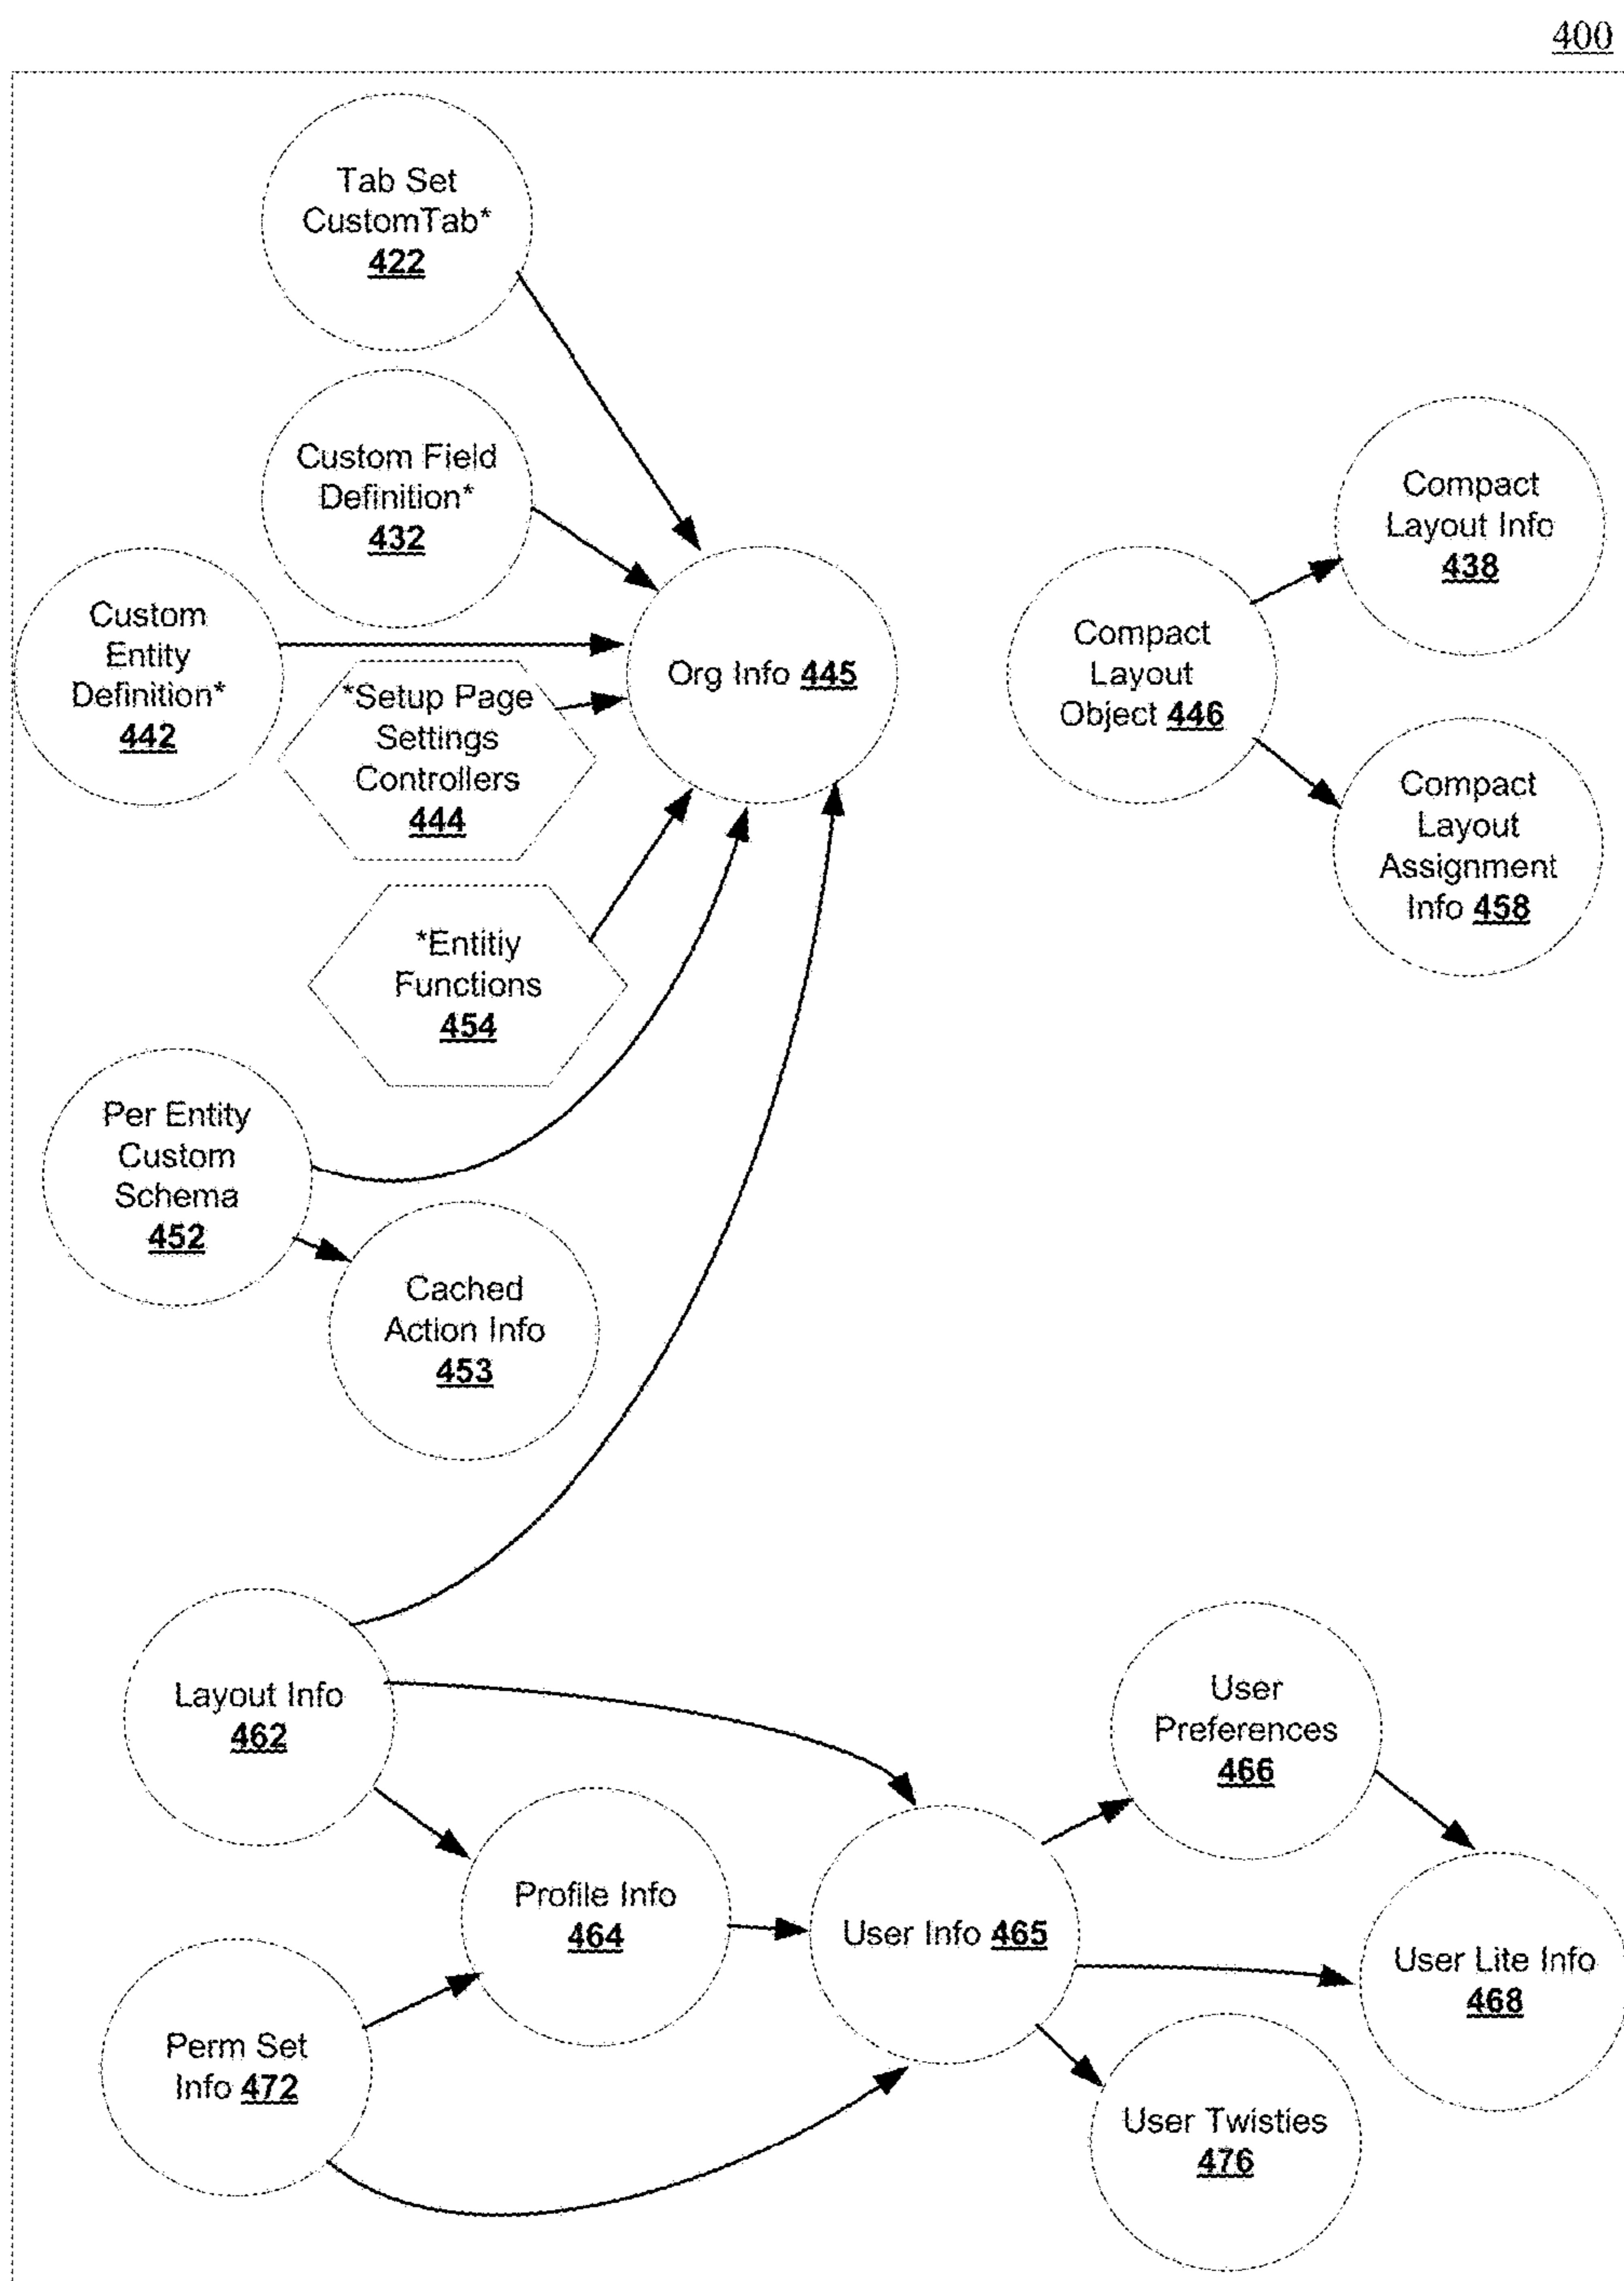 400
Tab Set
CustomTab*
422
Custom Field
Definition*
432
Custom
Entity
Definition*
442
*Setup Page
Settings
Controllers
444
Org Info 445
*Entitiy
Functions
454
Per Entity
Custom
Schema
452
Cached
Action Info
453
Compact
Layout
Object 446
Compact
Layout Info
438
Compact
Layout
Assignment
Info 458
Layout Info
462
Profile Info
464
Perm Set
Info 472
User Info 465
User
Preferences
466
User Lite Info
468
User Twisties
476